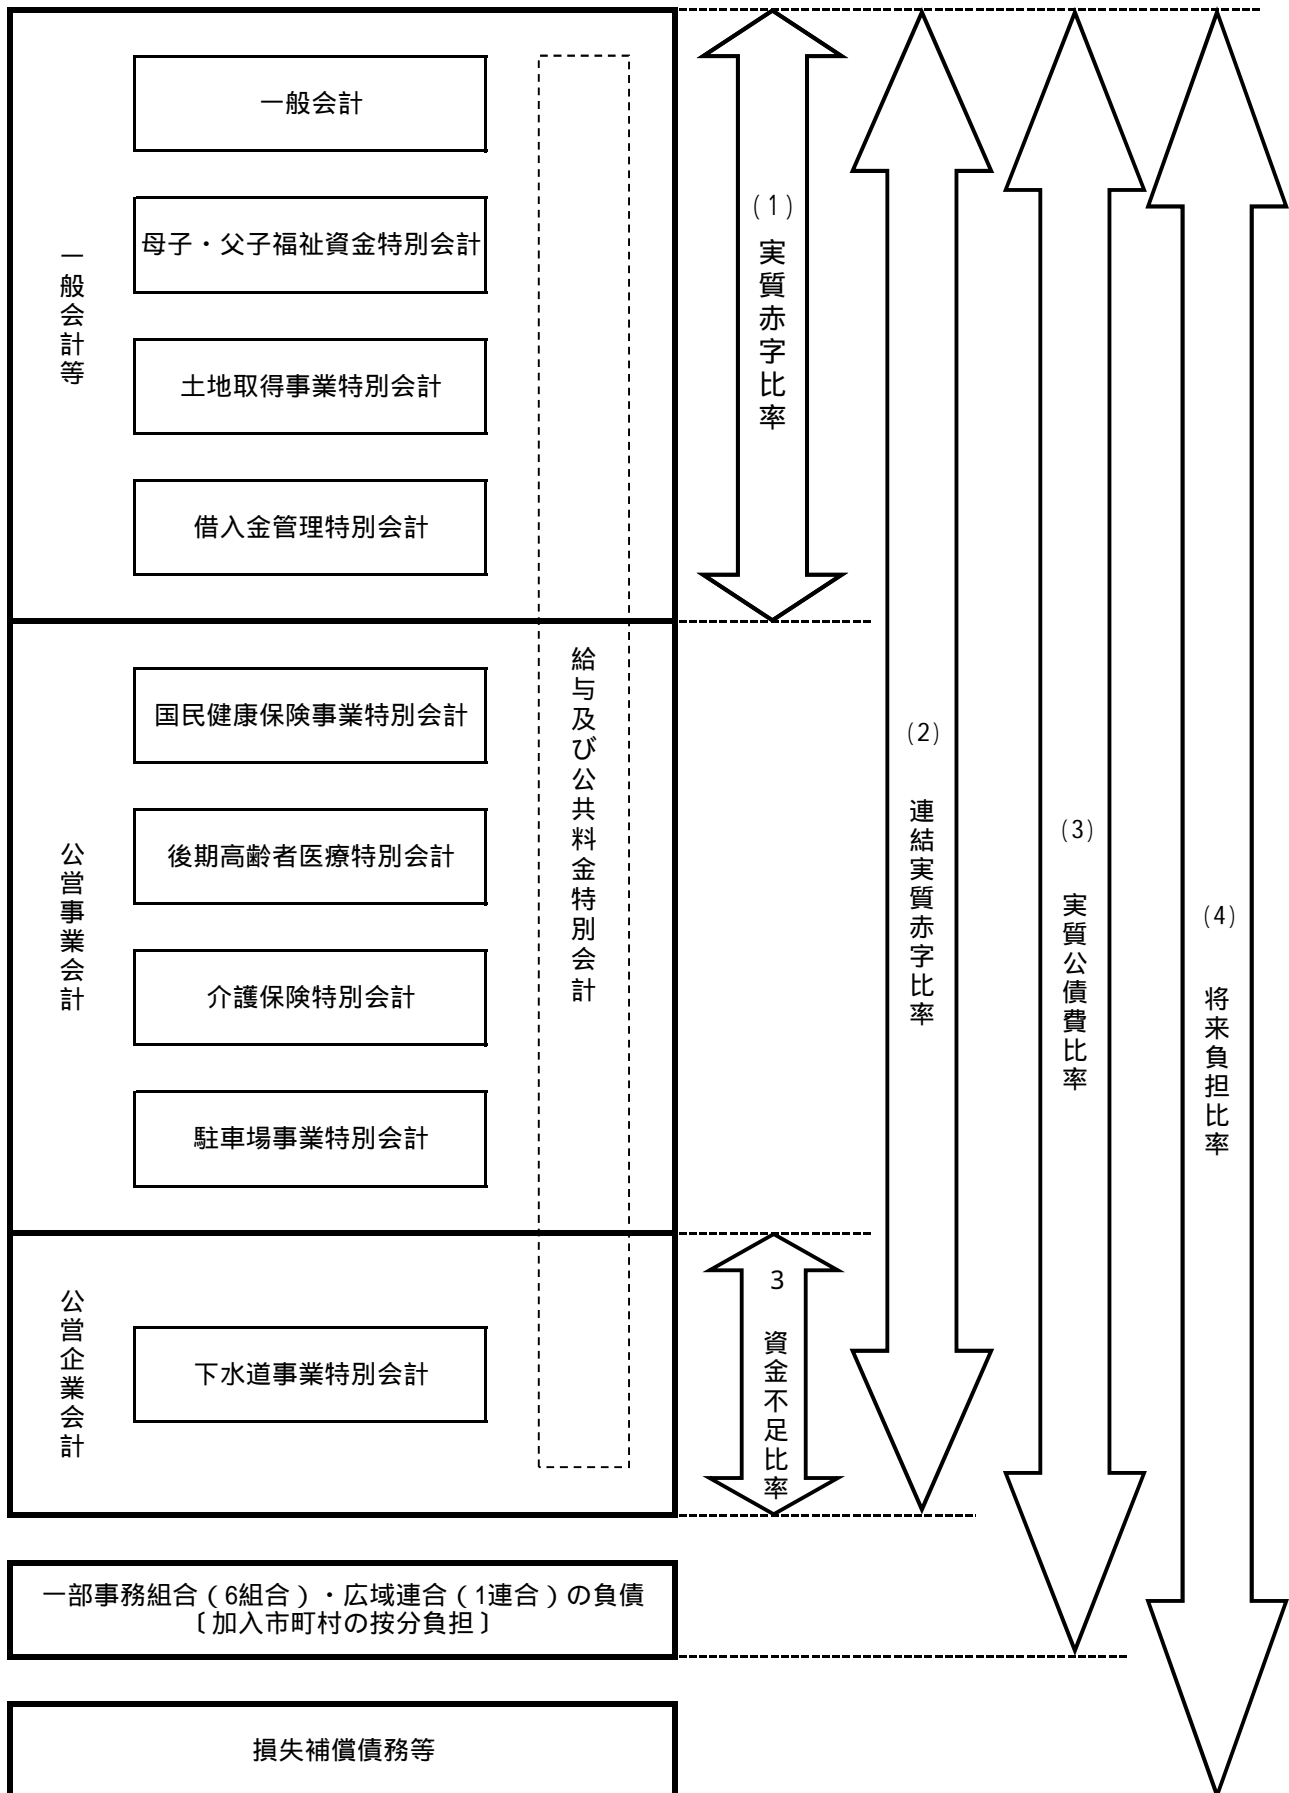 一般会計等
一般会計
母子・父子福祉資金特別会計
土地取得事業特別会計
借入金管理特別会計
公営事業会計
国民健康保険事業特別会計
後期高齢者医療特別会計
介護保険特別会計
駐車場事業特別会計
公営企業会計
下水道事業特別会計
給与及び公共料金特別会計
(1) 実質赤字比率
3 資金不足比率
(2) 連結実質赤字比率
(3) 実質公債費比率
(4) 将来負担比率
一部事務組合(6組合)・広域連合(1連合)の負債
〔加入市町村の按分負担〕
損失補償債務等